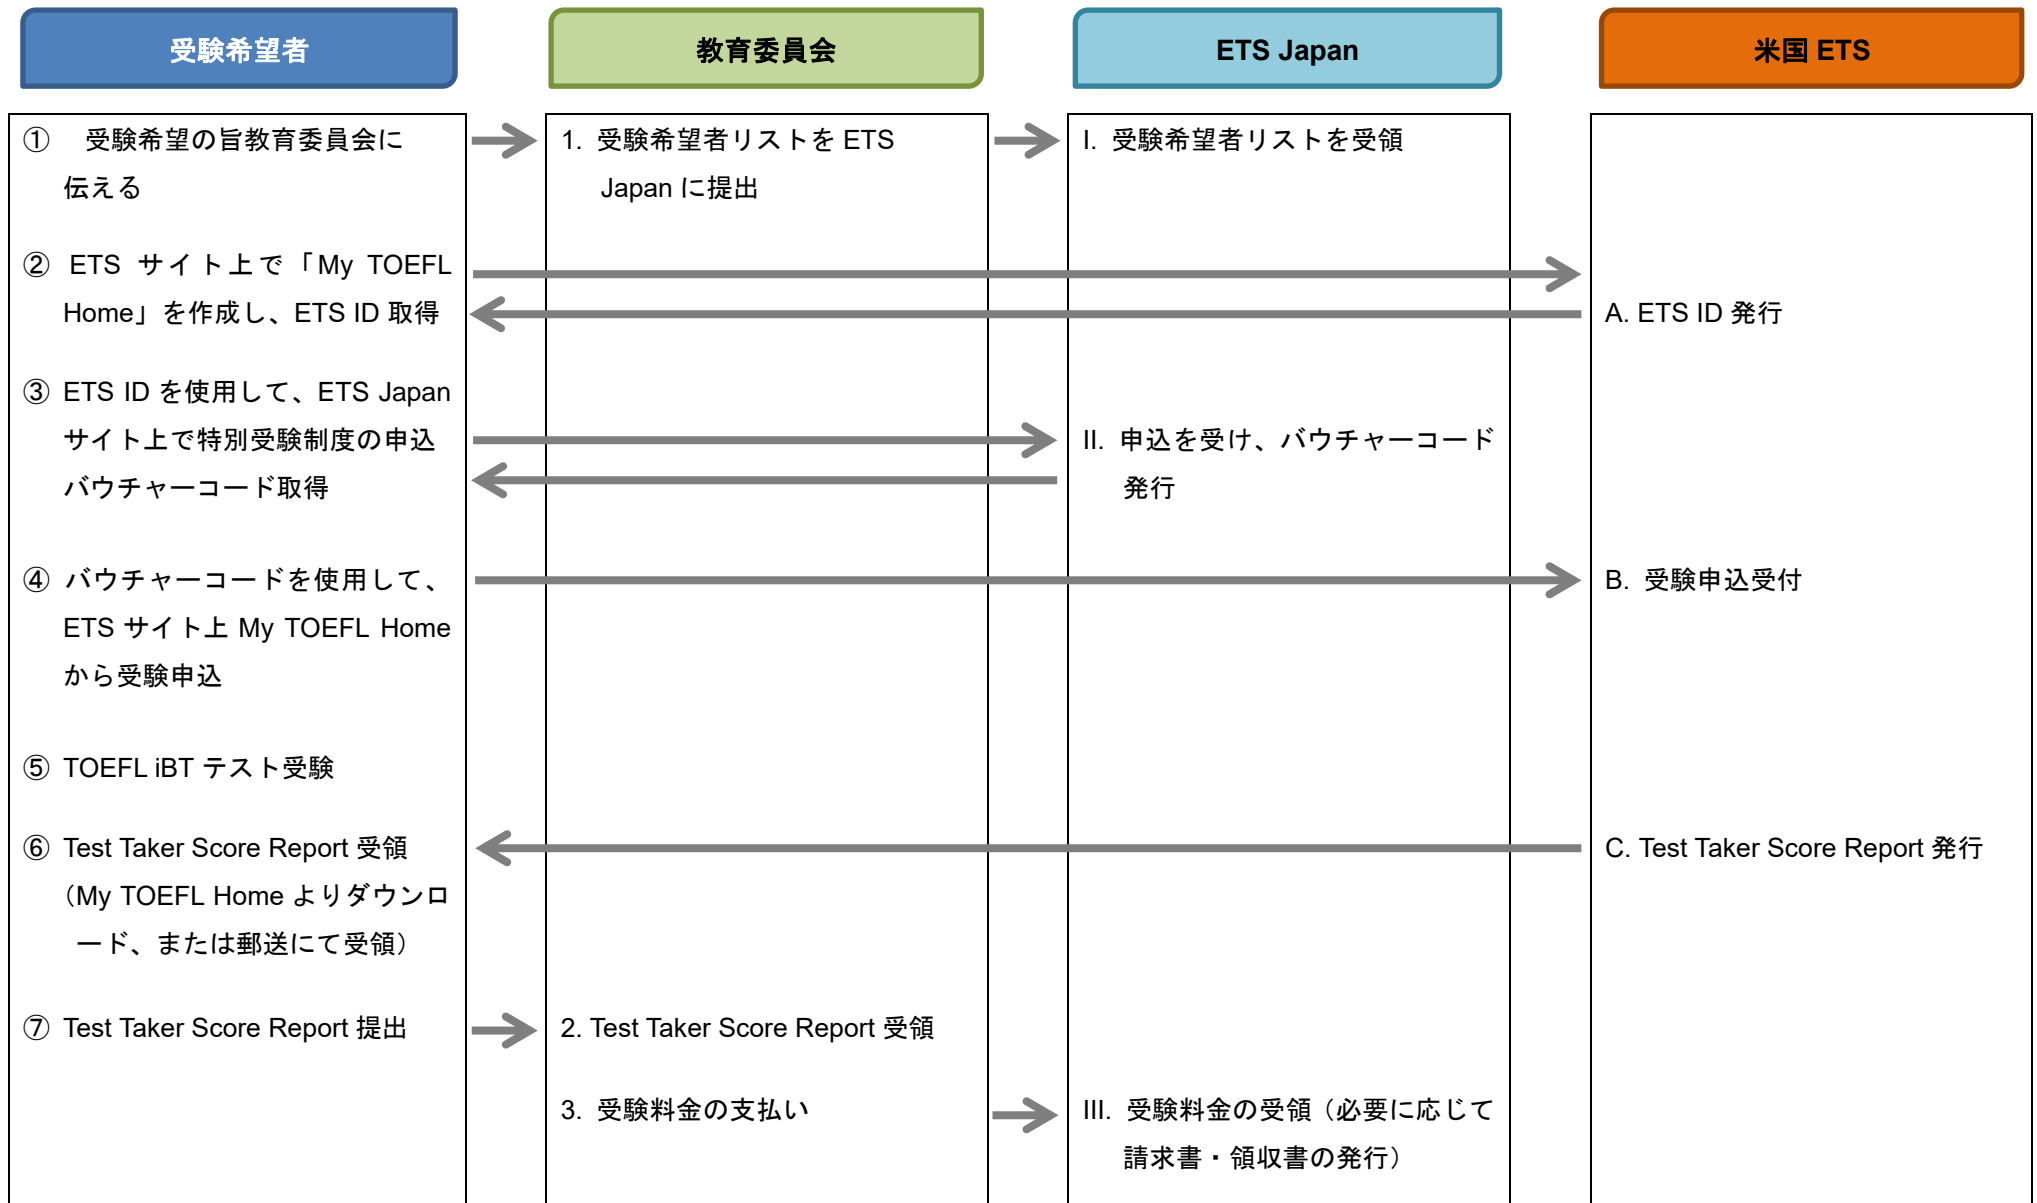 受験希望者
教育委員会
ETS Japan
米国 ETS
① 受験希望の旨教育委員会に
伝える
② ETS サイト上で「My TOEFL
Home」を作成し、ETS ID 取得
③ ETS ID を使用して、ETS Japan
サイト上で特別受験制度の申込
バウチャーコード取得
④ バウチャーコードを使用して、
ETS サイト上 My TOEFL Home
から受験申込
⑤ TOEFL iBT テスト受験
⑥ Test Taker Score Report 受領
（My TOEFL Home よりダウンロ
ード、または郵送にて受領）
⑦ Test Taker Score Report 提出
1. 受験希望者リストを ETS
Japan に提出
2. Test Taker Score Report 受領
3. 受験料金の支払い
I. 受験希望者リストを受領
II. 申込を受け、バウチャーコード
発行
III. 受験料金の受領（必要に応じて
請求書・領収書の発行）
A. ETS ID 発行
B. 受験申込受付
C. Test Taker Score Report 発行